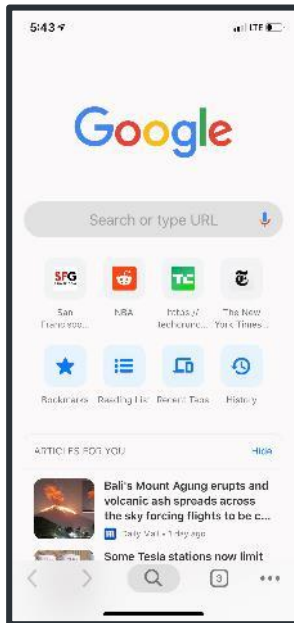 5:43
LTE
Google
Search or type URL
SFG
TC
San
Francisco...
NBA
https://
techcrunc...
The New
York Times...
Bookmarks
Reading List
Recent Tabs
History
ARTICLES FOR YOU
Hide
Bali's Mount Agung erupts and
volcanic ash spreads across
the sky forcing flights to be c...
Daily Mail • 1 day ago
Some Tesla stations now limit
3